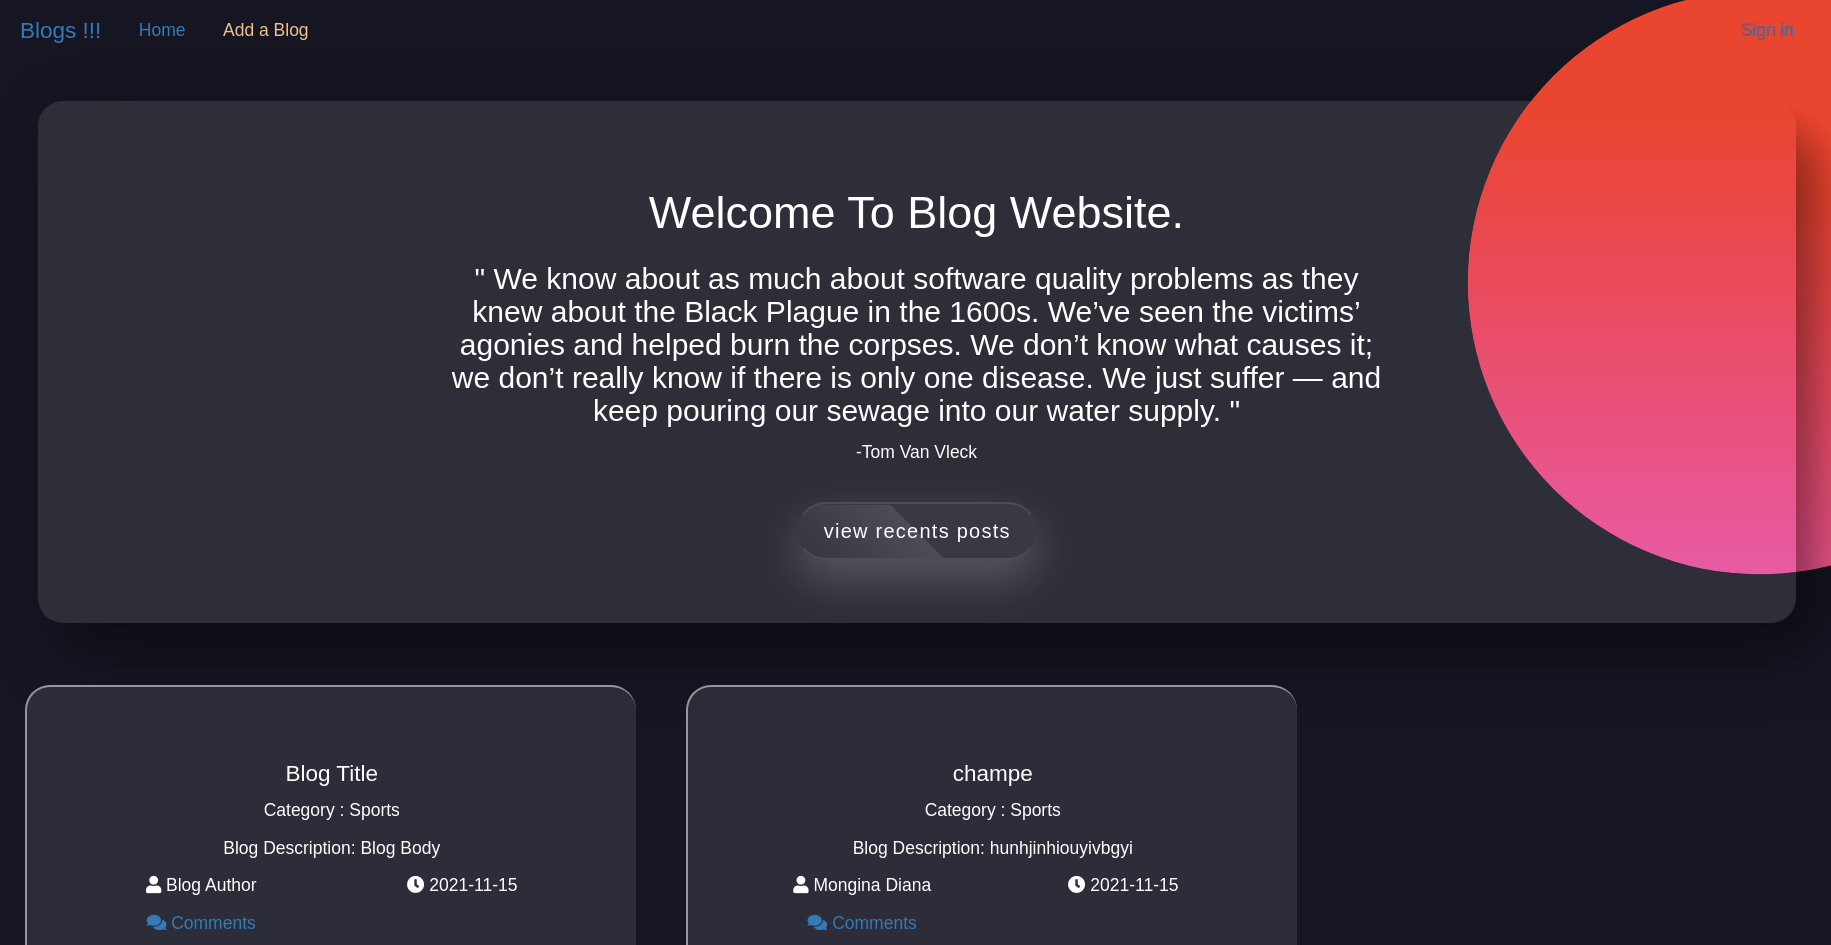 Blogs !!! Home Add a Blog Sign in
Welcome To Blog Website.
" We know about as much about software quality problems as they
knew about the Black Plague in the 1600s. We’ve seen the victims’
agonies and helped burn the corpses. We don’t know what causes it;
we don’t really know if there is only one disease. We just suffer — and
keep pouring our sewage into our water supply. "
-Tom Van Vleck
view recents posts
Blog Title
Category : Sports
Blog Description: Blog Body
Blog Author 2021-11-15
Comments
champe
Category : Sports
Blog Description: hunhjinhiouyivbgyi
Mongina Diana 2021-11-15
Comments